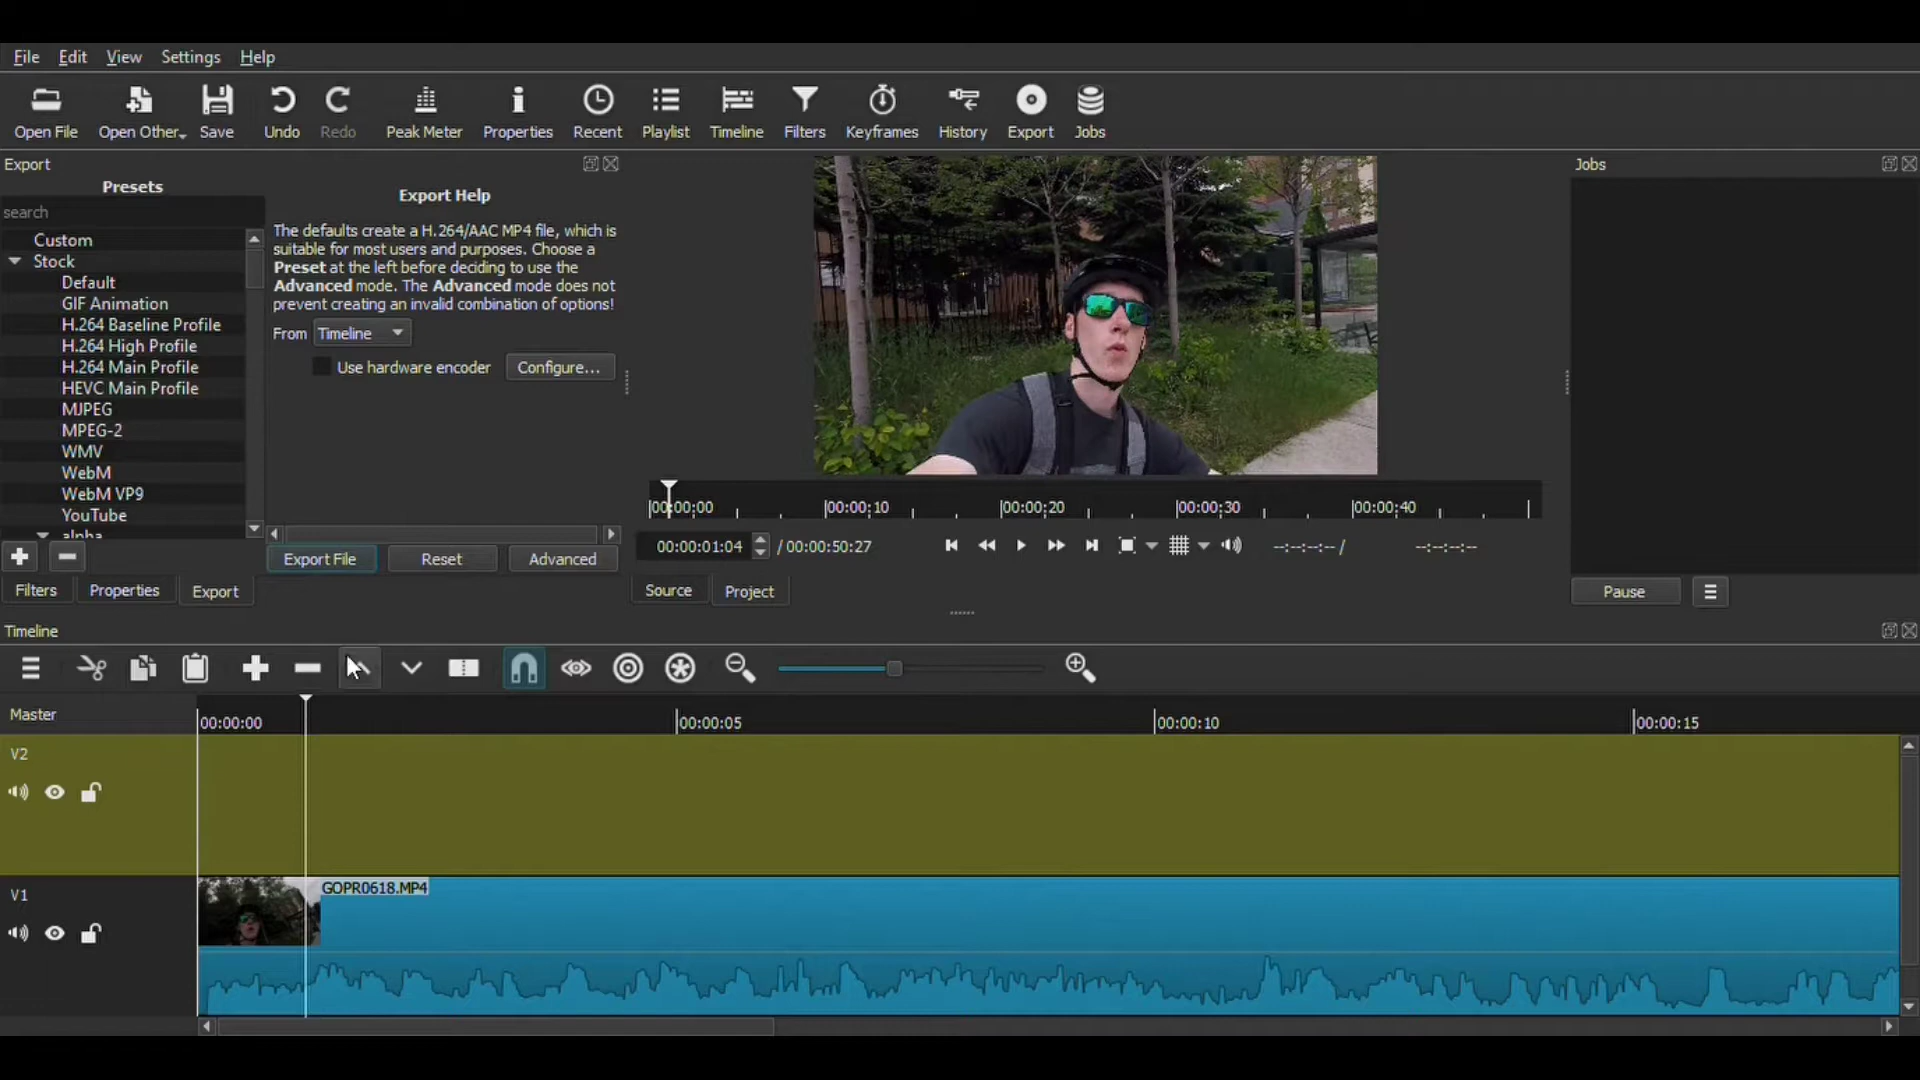 File Edit View Settings Help
Open File Open Other Save Undo Redo Peak Meter Properties Recent Playlist Timeline Filters Keyframes History Export Jobs
Export
Presets
search
Custom
Stock
Default
GIF Animation
H.264 Baseline Profile
H.264 High Profile
H.264 Main Profile
HEVC Main Profile
MJPEG
MPEG-2
WMV
WebM
WebM VP9
YouTube
alpha
Export Help
The defaults create a H.264/AAC MP4 file, which is
suitable for most users and purposes. Choose a
Preset at the left before deciding to use the
Advanced mode. The Advanced mode does not
prevent creating an invalid combination of options!
From Timeline
Use hardware encoder Configure...
Export File Reset Advanced
Filters Properties Export
00:00:00 00:00:10 00:00:20 00:00:30 00:00:40
00:00:01:04 / 00:00:50:27 --:--:--:-- / --:--:--:--
Source Project
Jobs
Pause
Timeline
Master
00:00:00 00:00:05 00:00:10 00:00:15
V2
V1
GOPR0618.MP4